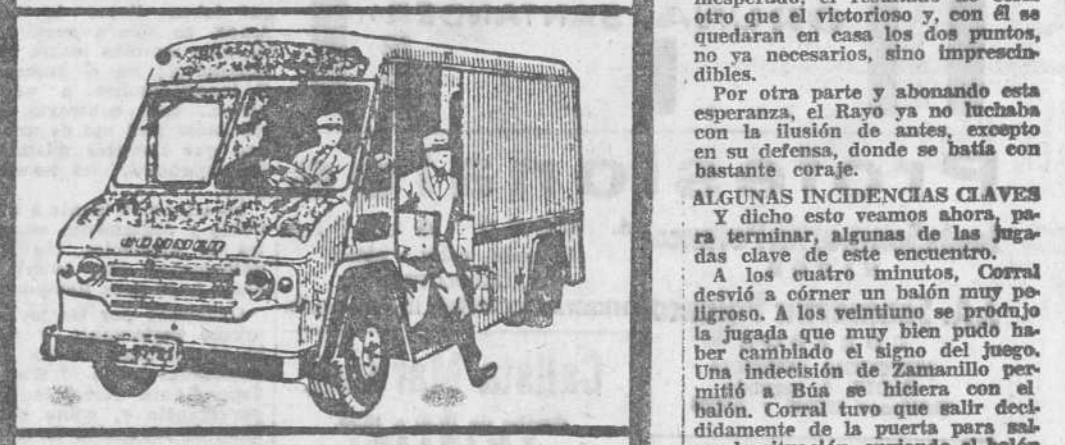 otro que el victorioso y, con él se
quedaran en casa los dos puntos,
no ya necesarios, sino imprescin-
dibles.
Por otra parte y abonando esta
esperanza, el Rayo ya no luchaba
con la ilusión de antes, excepto
en su defensa, donde se batía con
bastante coraje.
ALGUNAS INCIDENCIAS CLAVES
Y dicho esto veamos ahora, pa-
ra terminar, algunas de las juga-
das clave de este encuentro.
A los cuatro minutos, Corral
desvió a córner un balón muy pe-
ligroso. A los veintiuno se produjo
la jugada que muy bien pudo ha-
ber cambiado el signo del juego.
Una indecisión de Zamanillo per-
mitió a Búa se hiciera con el
balón. Corral tuvo que salir deci-
didamente de la puerta para sal-